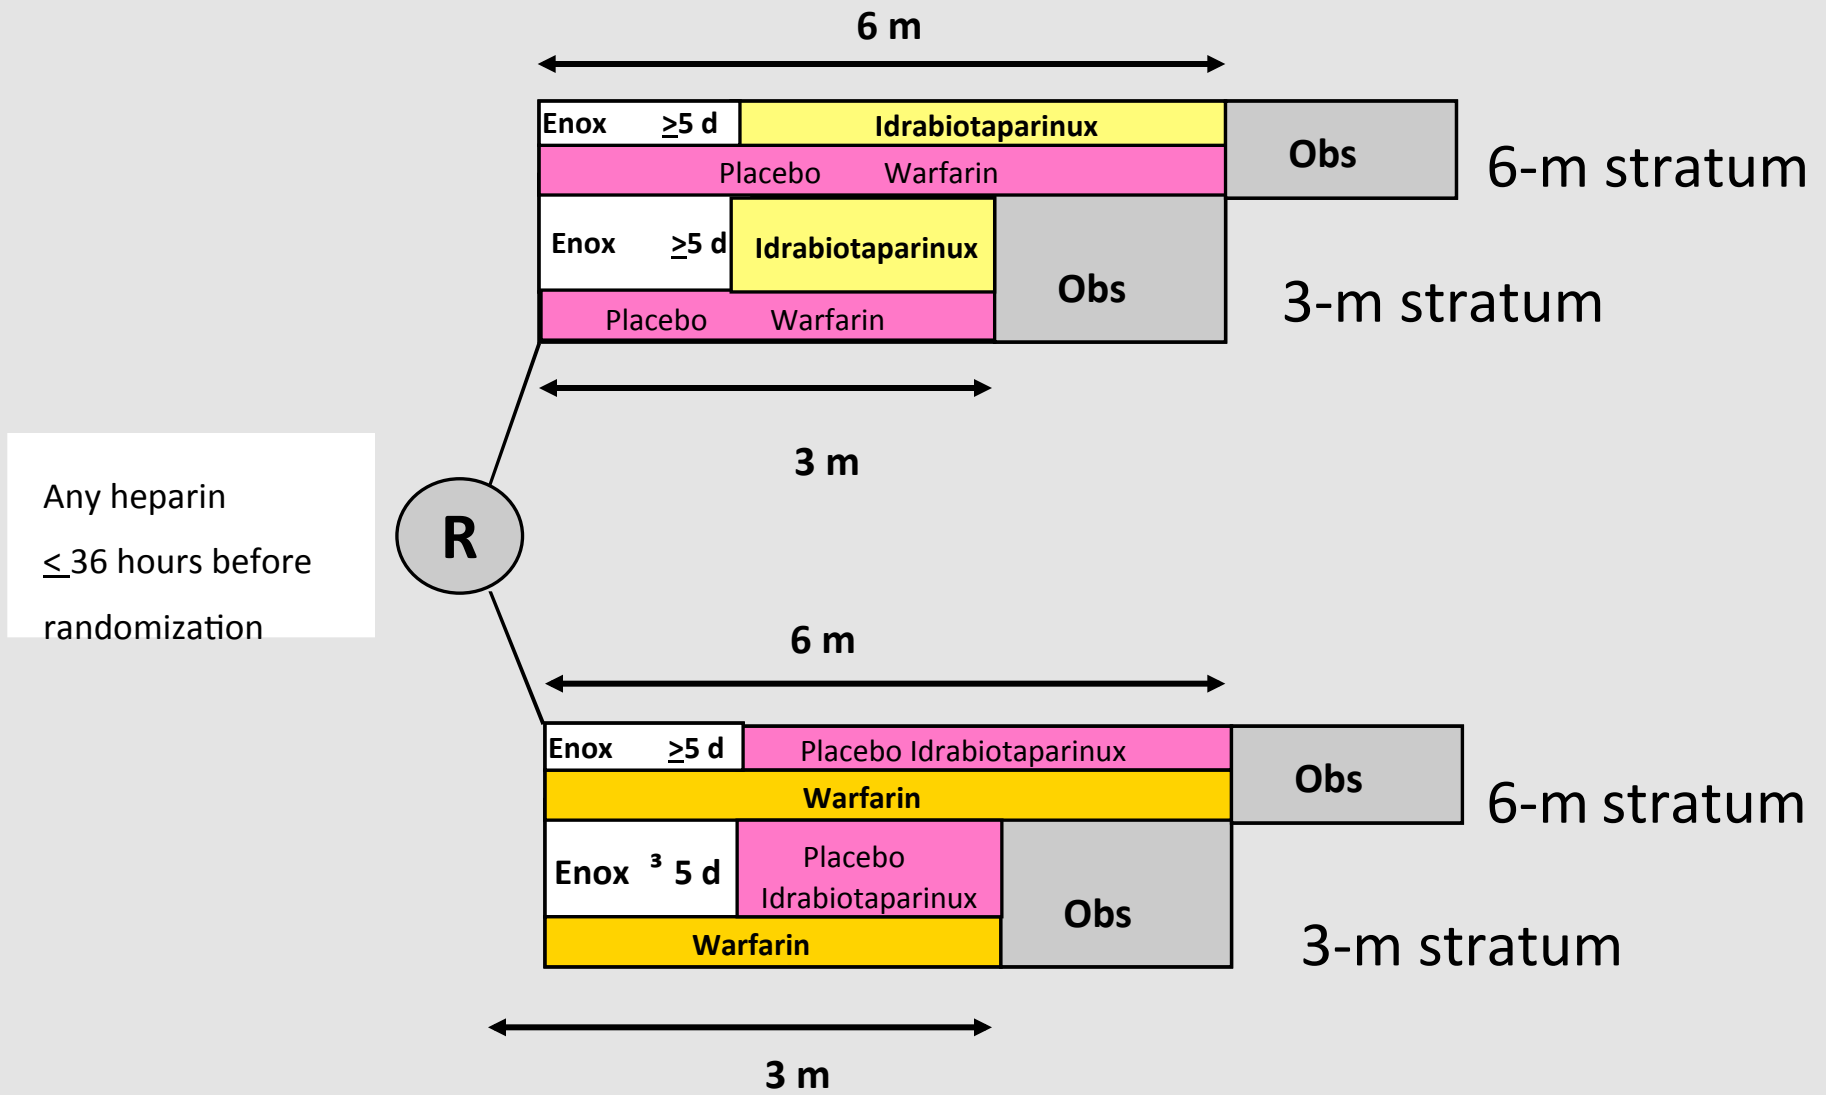 6 m
Enox ≥5 d Idrabiotaparinux
Placebo Warfarin
Obs
6-m stratum
Enox ≥5 d Idrabiotaparinux
Obs
3-m stratum
Placebo Warfarin
3 m
Any heparin
≤ 36 hours before
randomization
R
6 m
Enox ≥5 d Placebo Idrabiotaparinux
Warfarin
Obs
6-m stratum
Enox ³ 5 d
Placebo
Idrabiotaparinux
Obs
3-m stratum
Warfarin
3 m